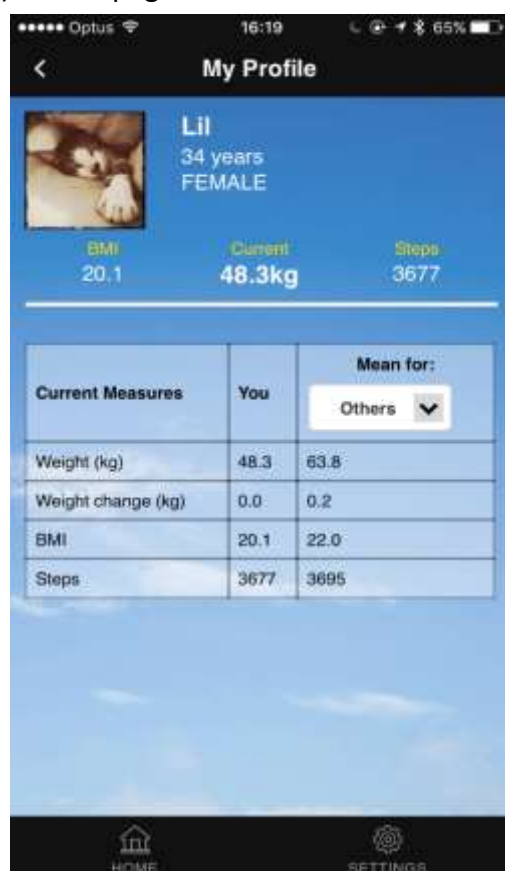 Optus 16:19 65%
My Profile
Lil
34 years
FEMALE
BMI Current Steps
20.1 48.3kg 3677
Current Measures You Mean for:
Others
Weight (kg) 48.3 63.8
Weight change (kg) 0.0 0.2
BMI 20.1 22.0
Steps 3677 3695
HOME SETTINGS